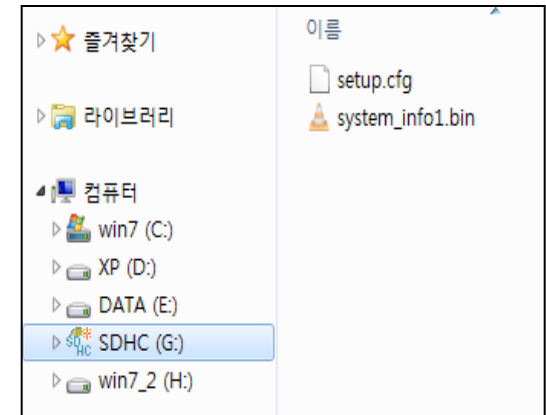 즐겨찾기
라이브러리
컴퓨터
win7 (C:)
XP (D:)
DATA (E:)
SDHC (G:)
win7_2 (H:)
이름
setup.cfg
system_info1.bin